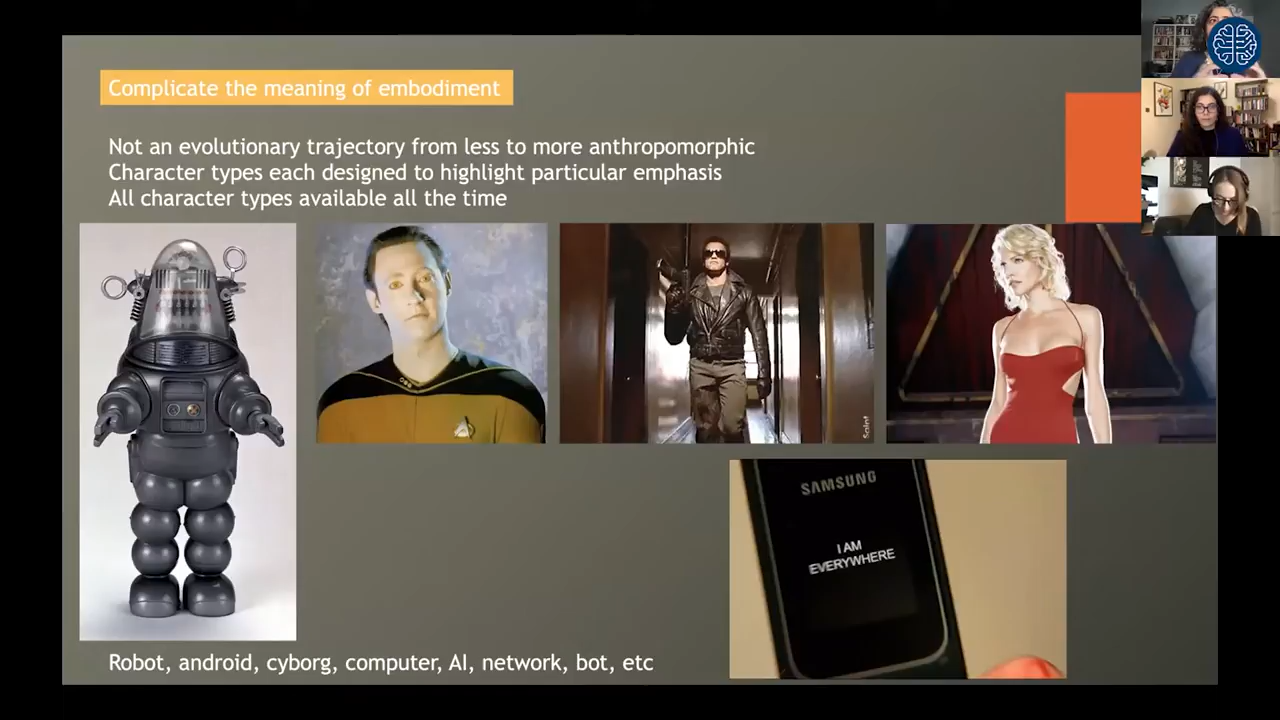 Complicate the meaning of embodiment
Not an evolutionary trajectory from less to more anthropomorphic
Character types each designed to highlight particular emphasis
All character types available all the time
Saint
SAMSUNG
I AM
EVERYWHERE
Robot, android, cyborg, computer, AI, network, bot, etc